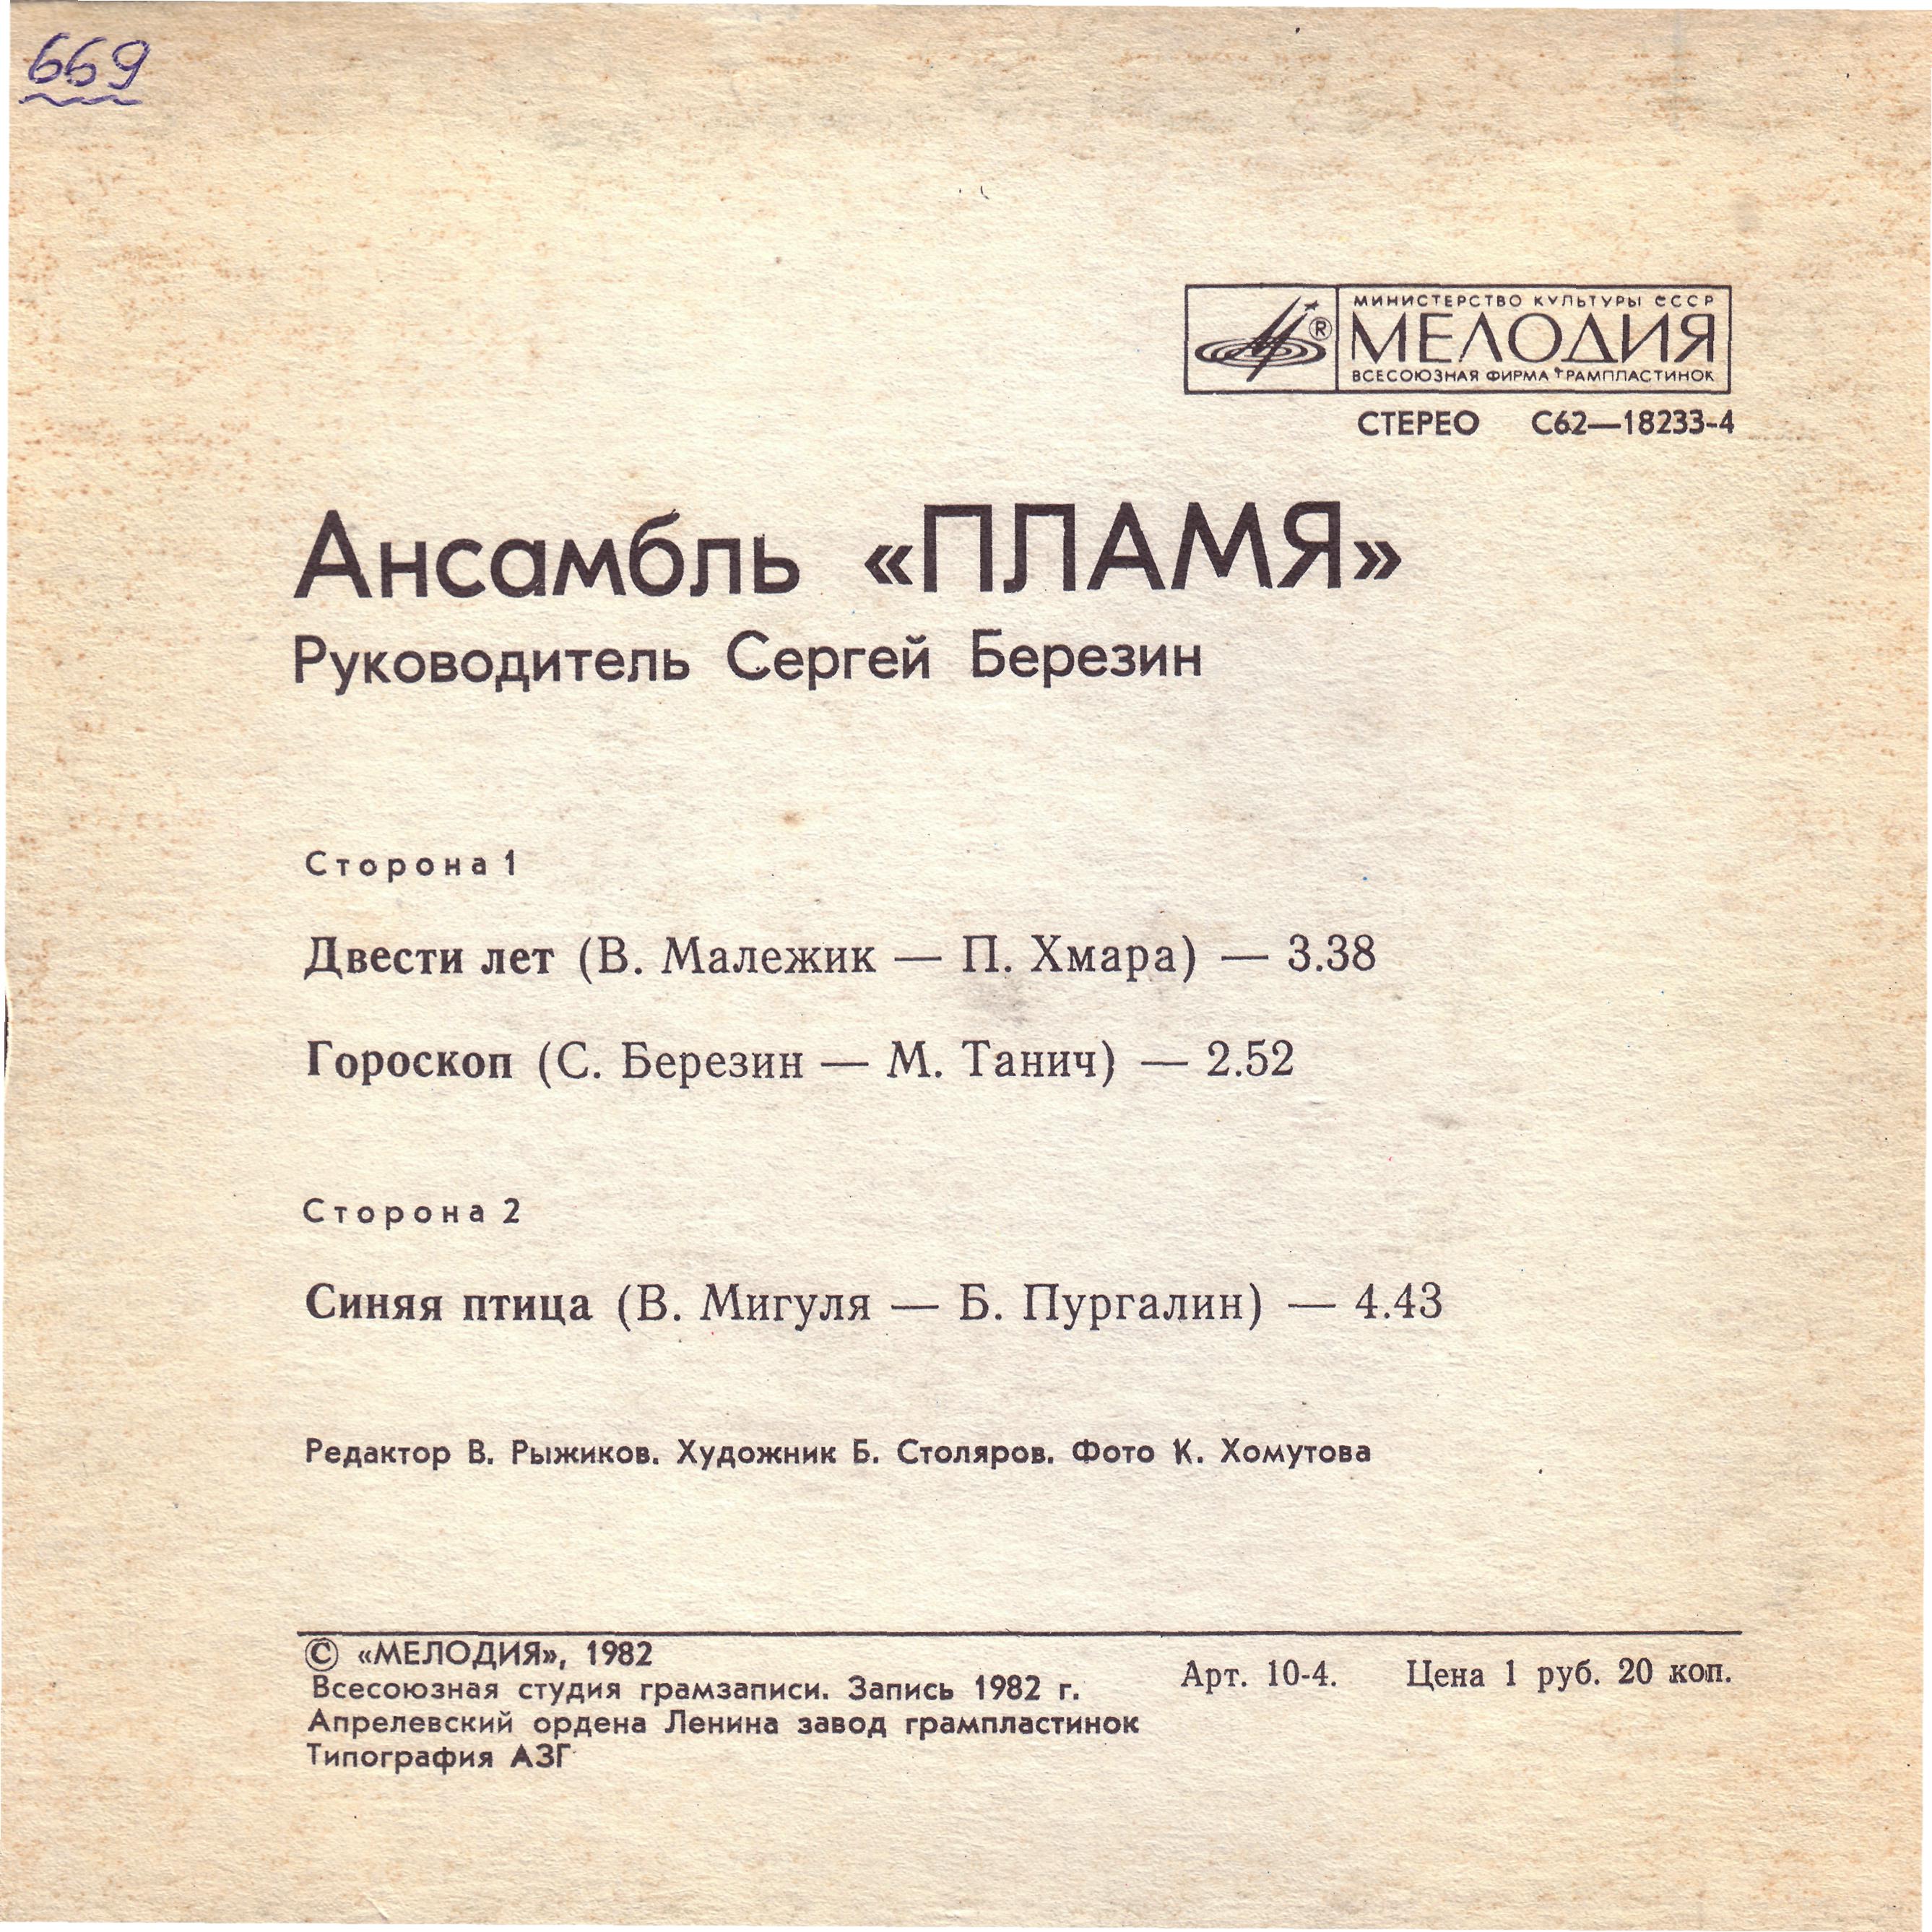 669
МИНИСТЕРСТВО КУЛЬТУРЫ СССР
МЕЛОДИЯ
ВСЕСОЮЗНАЯ ФИРМА ГРАМПЛАСТИНОК
СТЕРЕО С62—18233-4
Ансамбль «ПЛАМЯ»
Руководитель Сергей Березин
Сторона 1
Двести лет (В. Малежик — П. Хмара) — 3.38
Гороскоп (С. Березин — М. Танич) — 2.52
Сторона 2
Синяя птица (В. Мигуля — Б. Пургалин) — 4.43
Редактор В. Рыжиков. Художник Б. Столяров. Фото К. Хомутова
© «МЕЛОДИЯ», 1982
Всесоюзная студия грамзаписи. Запись 1982 г.
Апрелевский ордена Ленина завод грампластинок
Типография АЗГ
Арт. 10-4. Цена 1 руб. 20 коп.